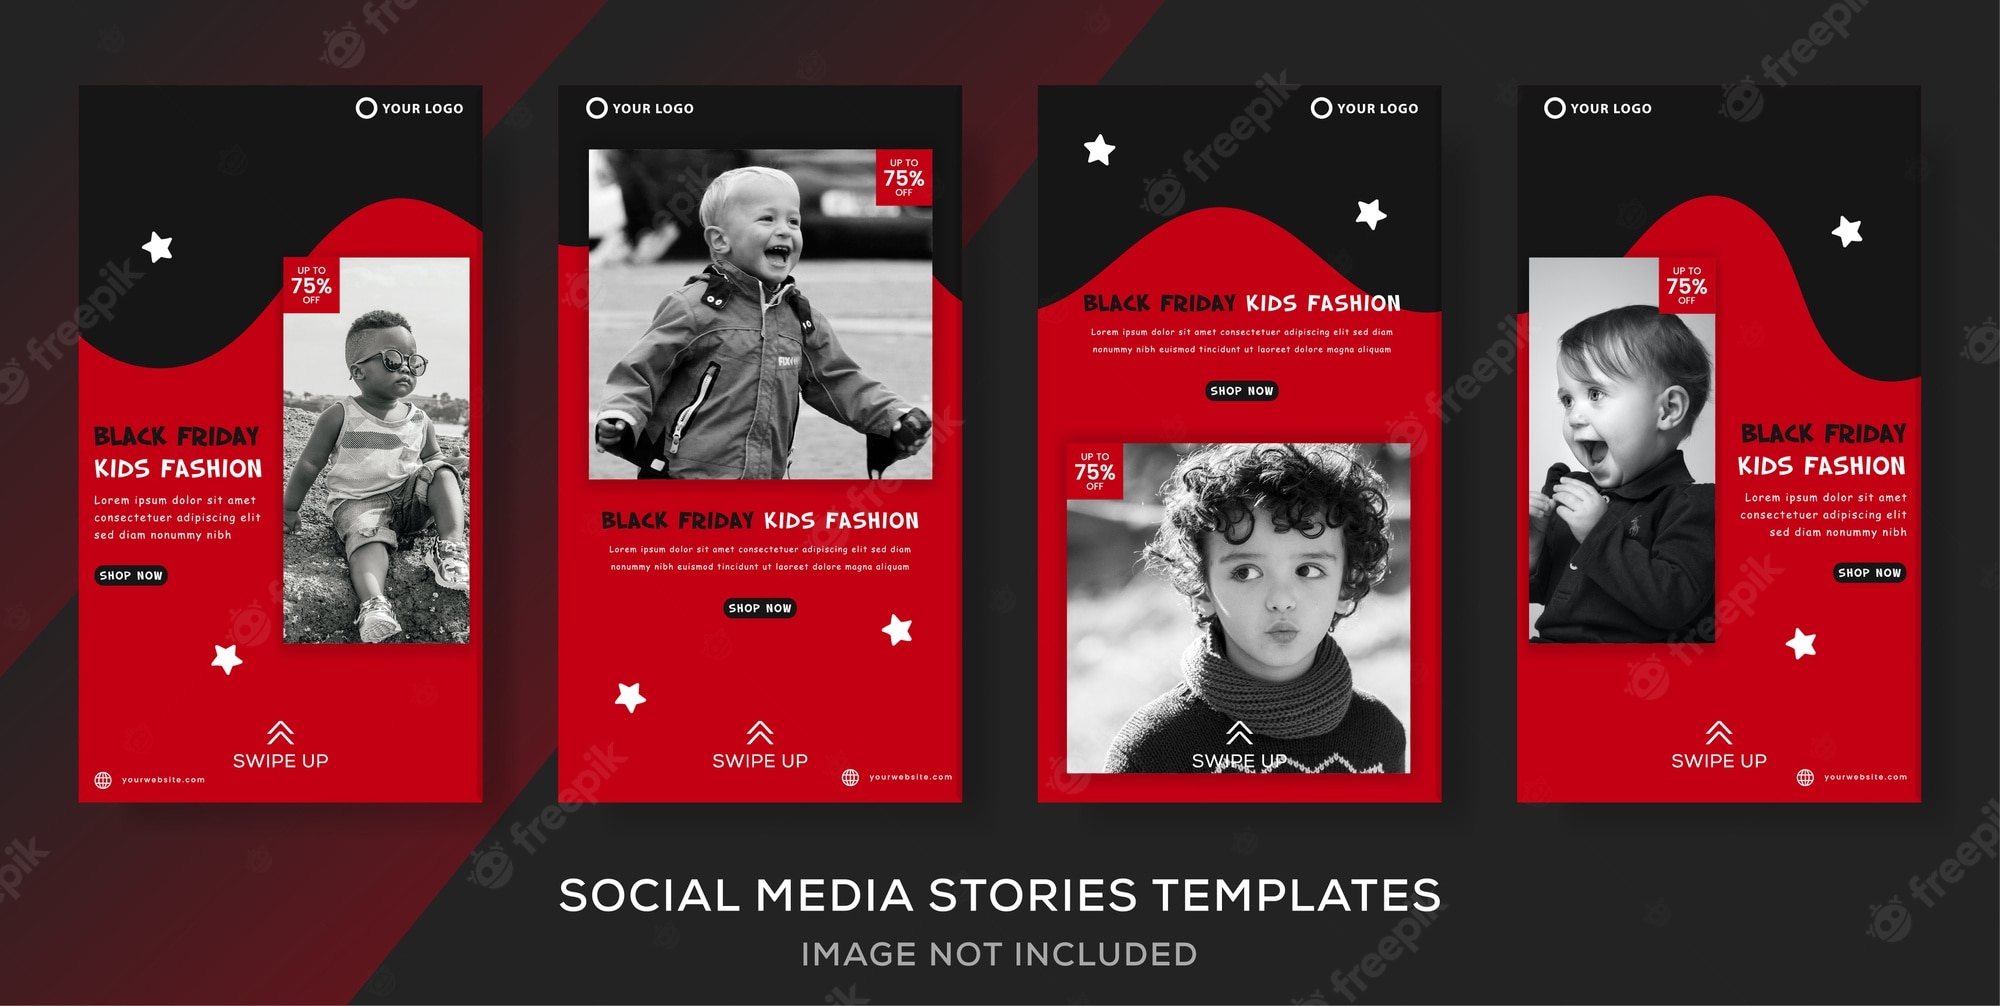 YOUR LOGO
UP TO
75%
OFF
BLACK FRIDAY
KIDS FASHION
Lorem ipsum dolor sit amet
consectetuer adipiscing elit
sed diam nonummy nibh
SHOP NOW
SWIPE UP
yourwebsite.com
YOUR LOGO
UP TO
75%
OFF
FIX
BLACK FRIDAY KIDS FASHION
Lorem ipsum dolor sit amet consectetuer adipiscing elit sed diam
nonummy nibh euismod tincidunt ut laoreet dolore magna aliquam
SHOP NOW
SWIPE UP
yourwebsite.com
YOUR LOGO
BLACK FRIDAY KIDS FASHION
Lorem ipsum dolor sit amet consectetuer adipiscing elit sed diam
nonummy nibh euismod tincidunt ut laoreet dolore magna aliquam
SHOP NOW
UP TO
75%
OFF
SWIPE UP
YOUR LOGO
UP TO
75%
OFF
BLACK FRIDAY
KIDS FASHION
Lorem ipsum dolor sit amet
consectetuer adipiscing elit
sed diam nonummy nibh
SHOP NOW
SWIPE UP
yourwebsite.com
SOCIAL MEDIA STORIES TEMPLATES
IMAGE NOT INCLUDED
freepik